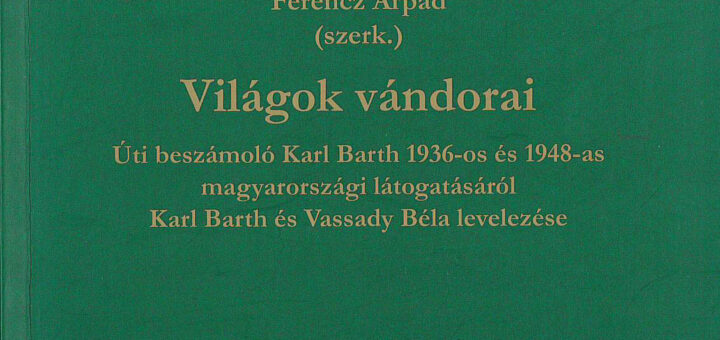 Ferencz Árpád
(szerk.)
Világok vándorai
Úti beszámoló Karl Barth 1936-os és 1948-as
magyarországi látogatásáról
Karl Barth és Vassady Béla levelezése